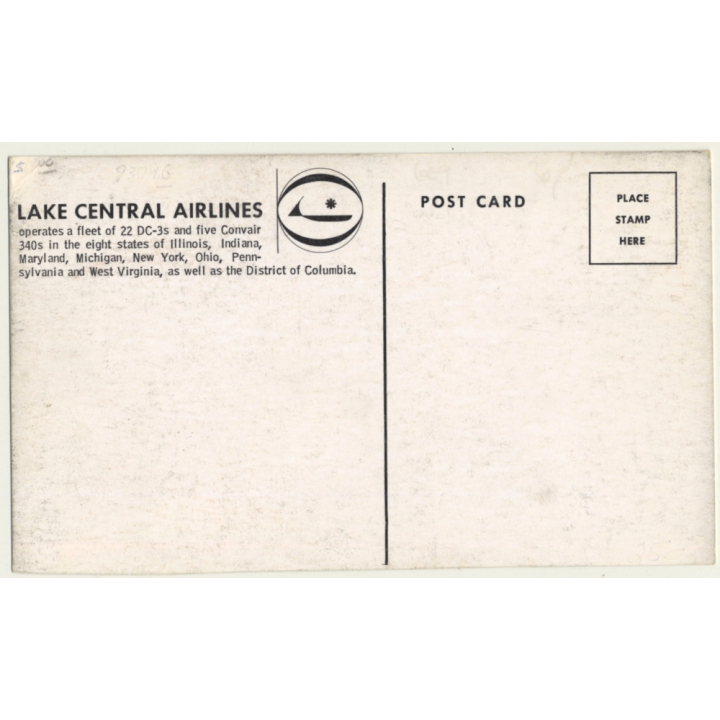 LAKE CENTRAL AIRLINES
operates a fleet of 22 DC-3s and five Convair
340s in the eight states of Illinois, Indiana,
Maryland, Michigan, New York, Ohio, Penn-
sylvania and West Virginia, as well as the District of Columbia.
POST CARD
PLACE
STAMP
HERE